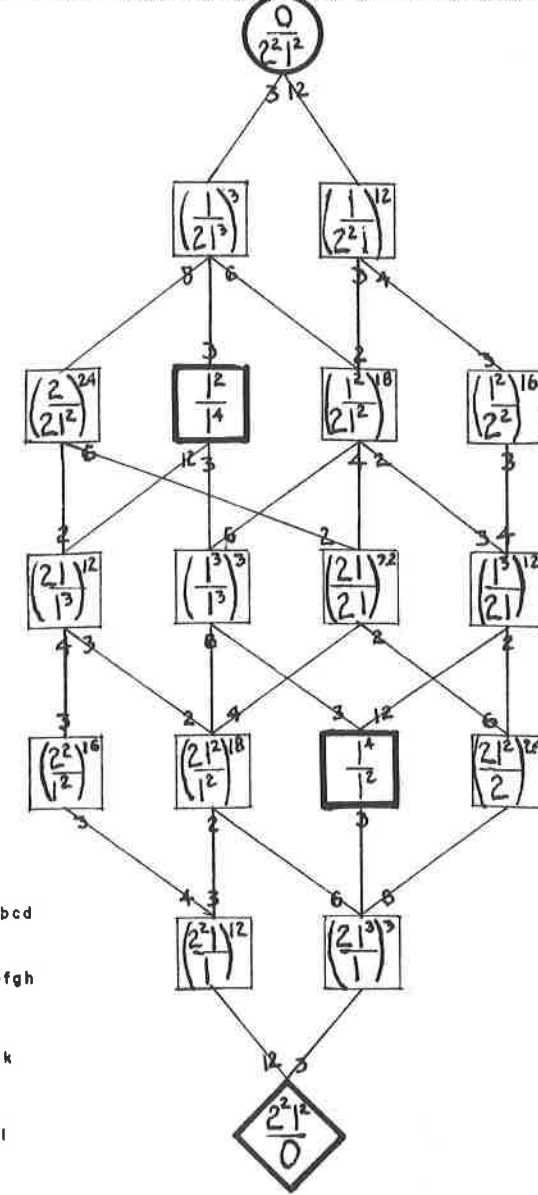 0
2²1²
3 12
(1 / 21³)³ (1 / 2²1)¹²
8 6 3 4
3 2 3
(2 / 21²)²⁴ 1² / 1⁴ (1² / 21²)¹⁸ (1² / 2²)¹⁶
6 12 3 4 2 3
2 6 2 3 4
(21 / 1³)¹² (1³ / 1³)³ (21 / 21)³² (1³ / 21)¹²
4 3 6 2 2
3 2 4 3 12 6
(2² / 1²)¹⁶ (21² / 1²)¹⁸ 1⁴ / 1² (21² / 2)²⁴
3 2 3
4 3 6 8
bcd
(2²1 / 1)¹² (21³ / 1)³
fgh
k
12 3
2²1²
0
l